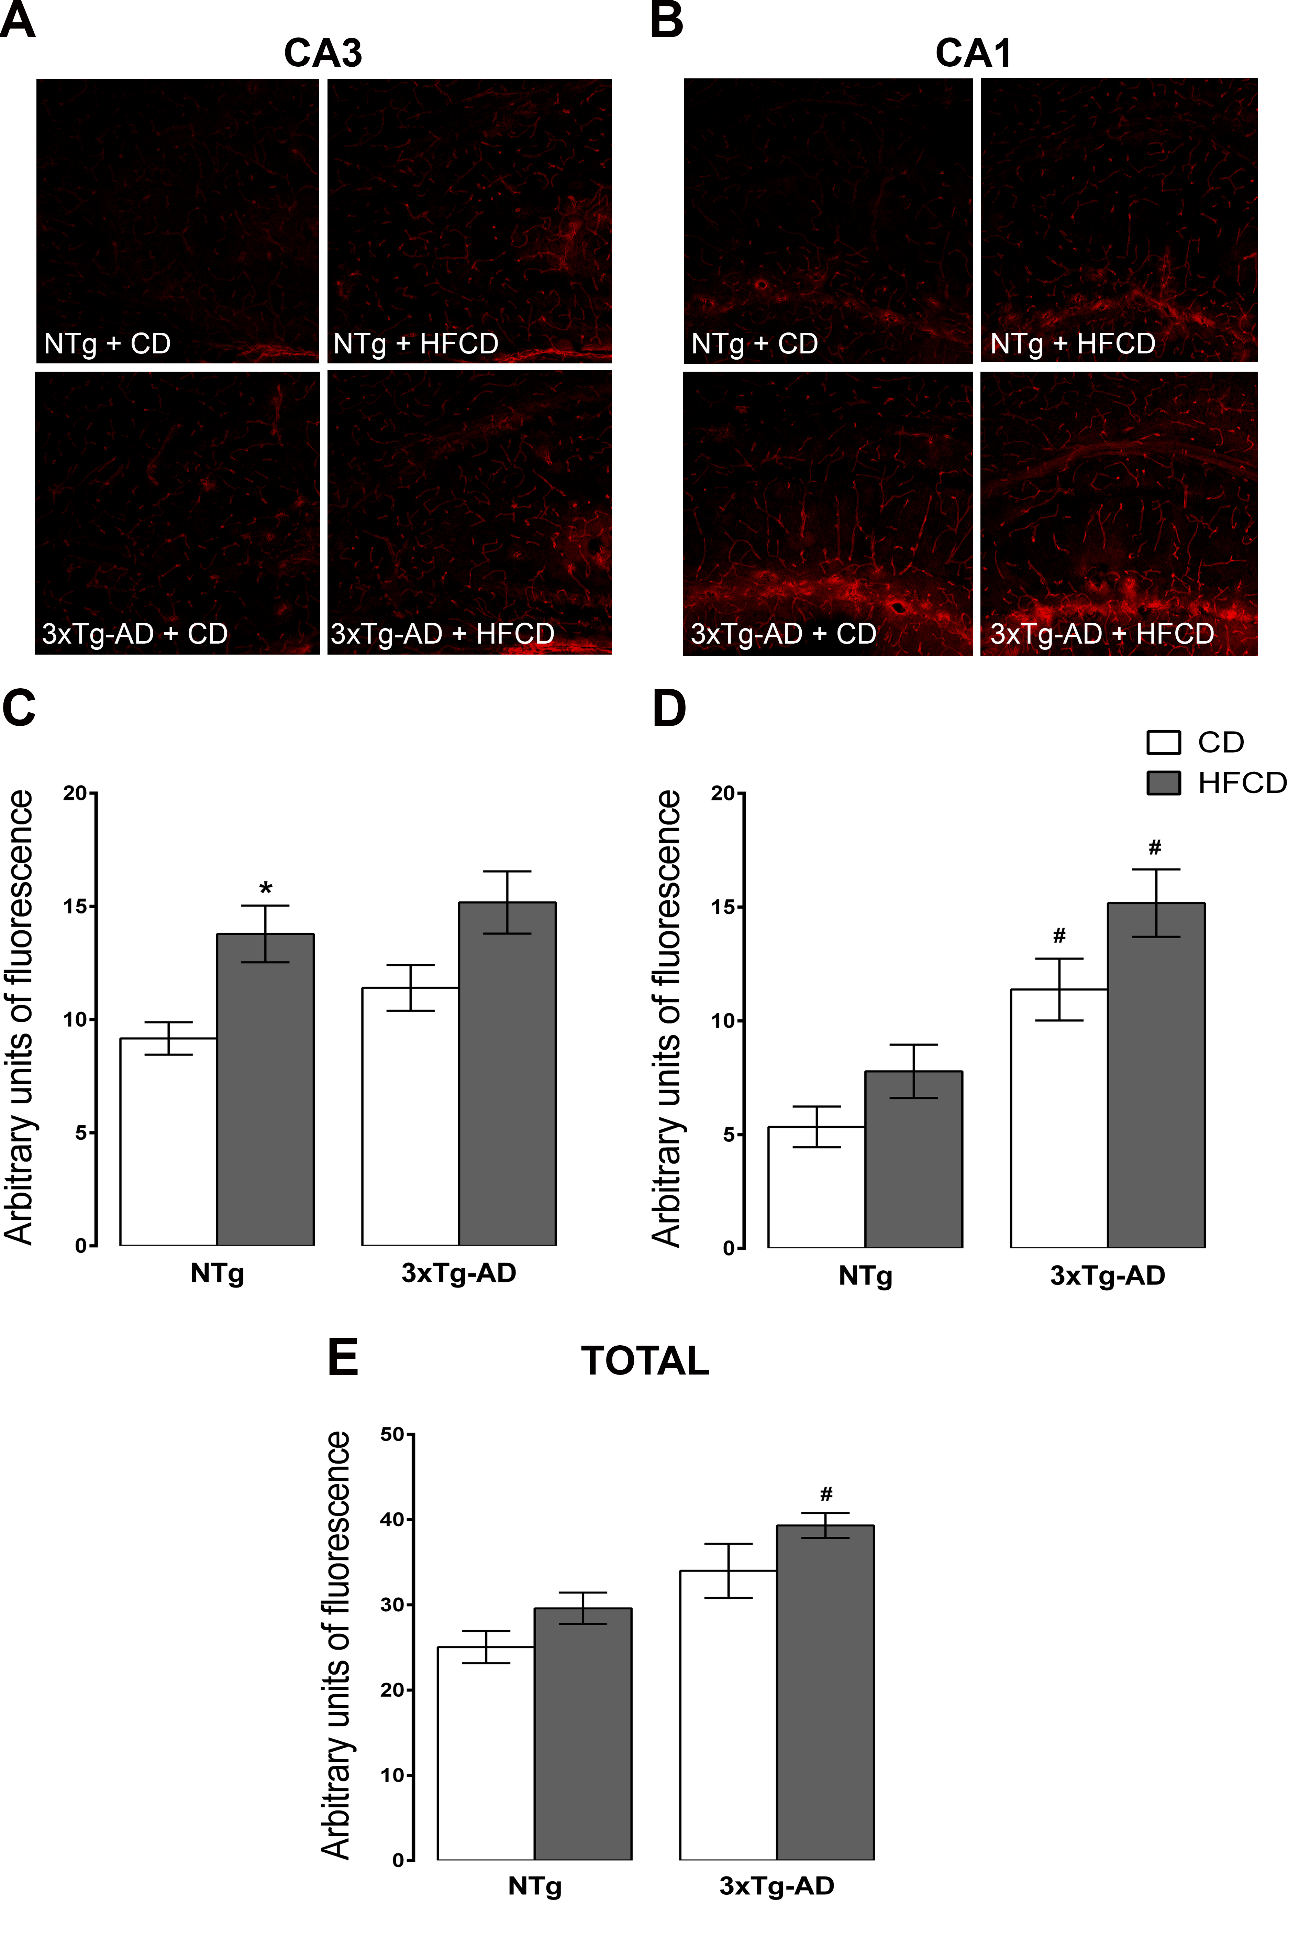 A
B
CA3
CA1
NTg + CD
NTg + HFCD
NTg + CD
NTg + HFCD
3xTg-AD + CD
3xTg-AD + HFCD
3xTg-AD + CD
3xTg-AD + HFCD
C
D
CD
HFCD
Arbitrary units of fluorescence
20
15
10
5
0
*
NTg
3xTg-AD
Arbitrary units of fluorescence
20
15
10
5
0
#
#
NTg
3xTg-AD
E
TOTAL
Arbitrary units of fluorescence
50
40
30
20
10
0
#
NTg
3xTg-AD